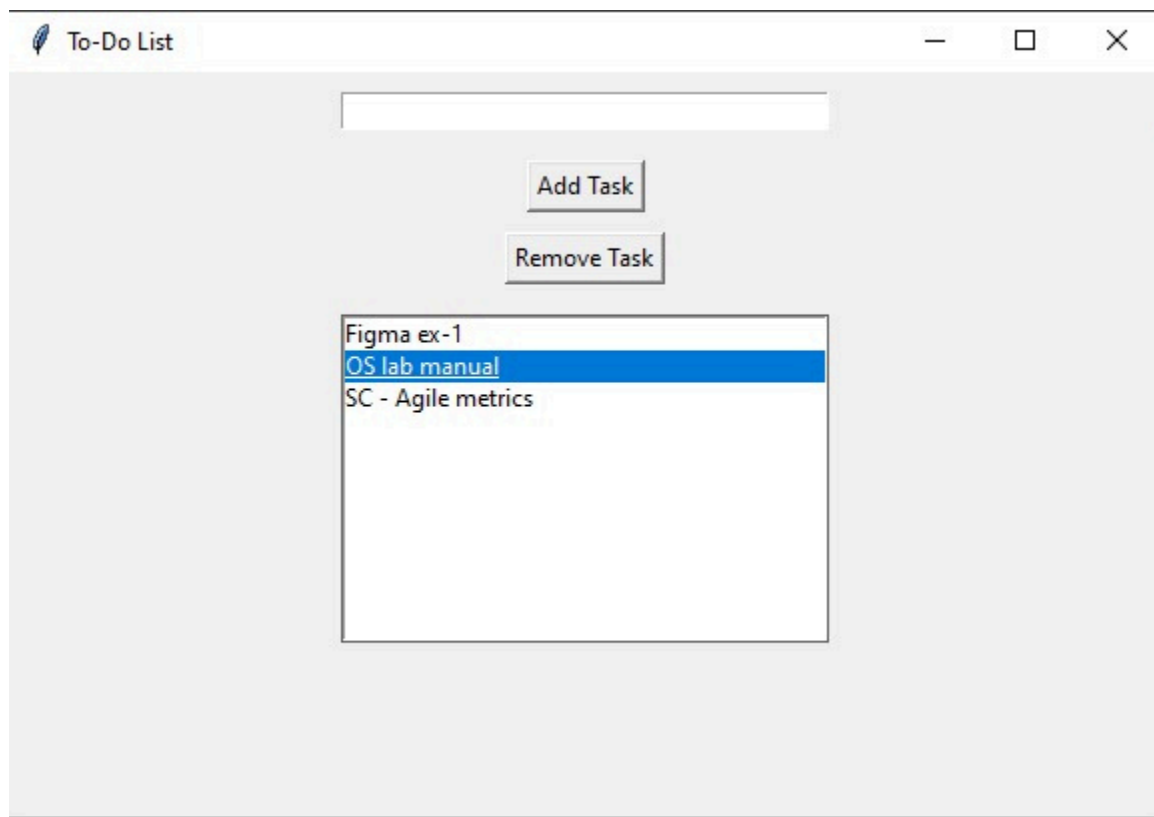 To-Do List
Add Task
Remove Task
Figma ex-1
OS lab manual
SC - Agile metrics